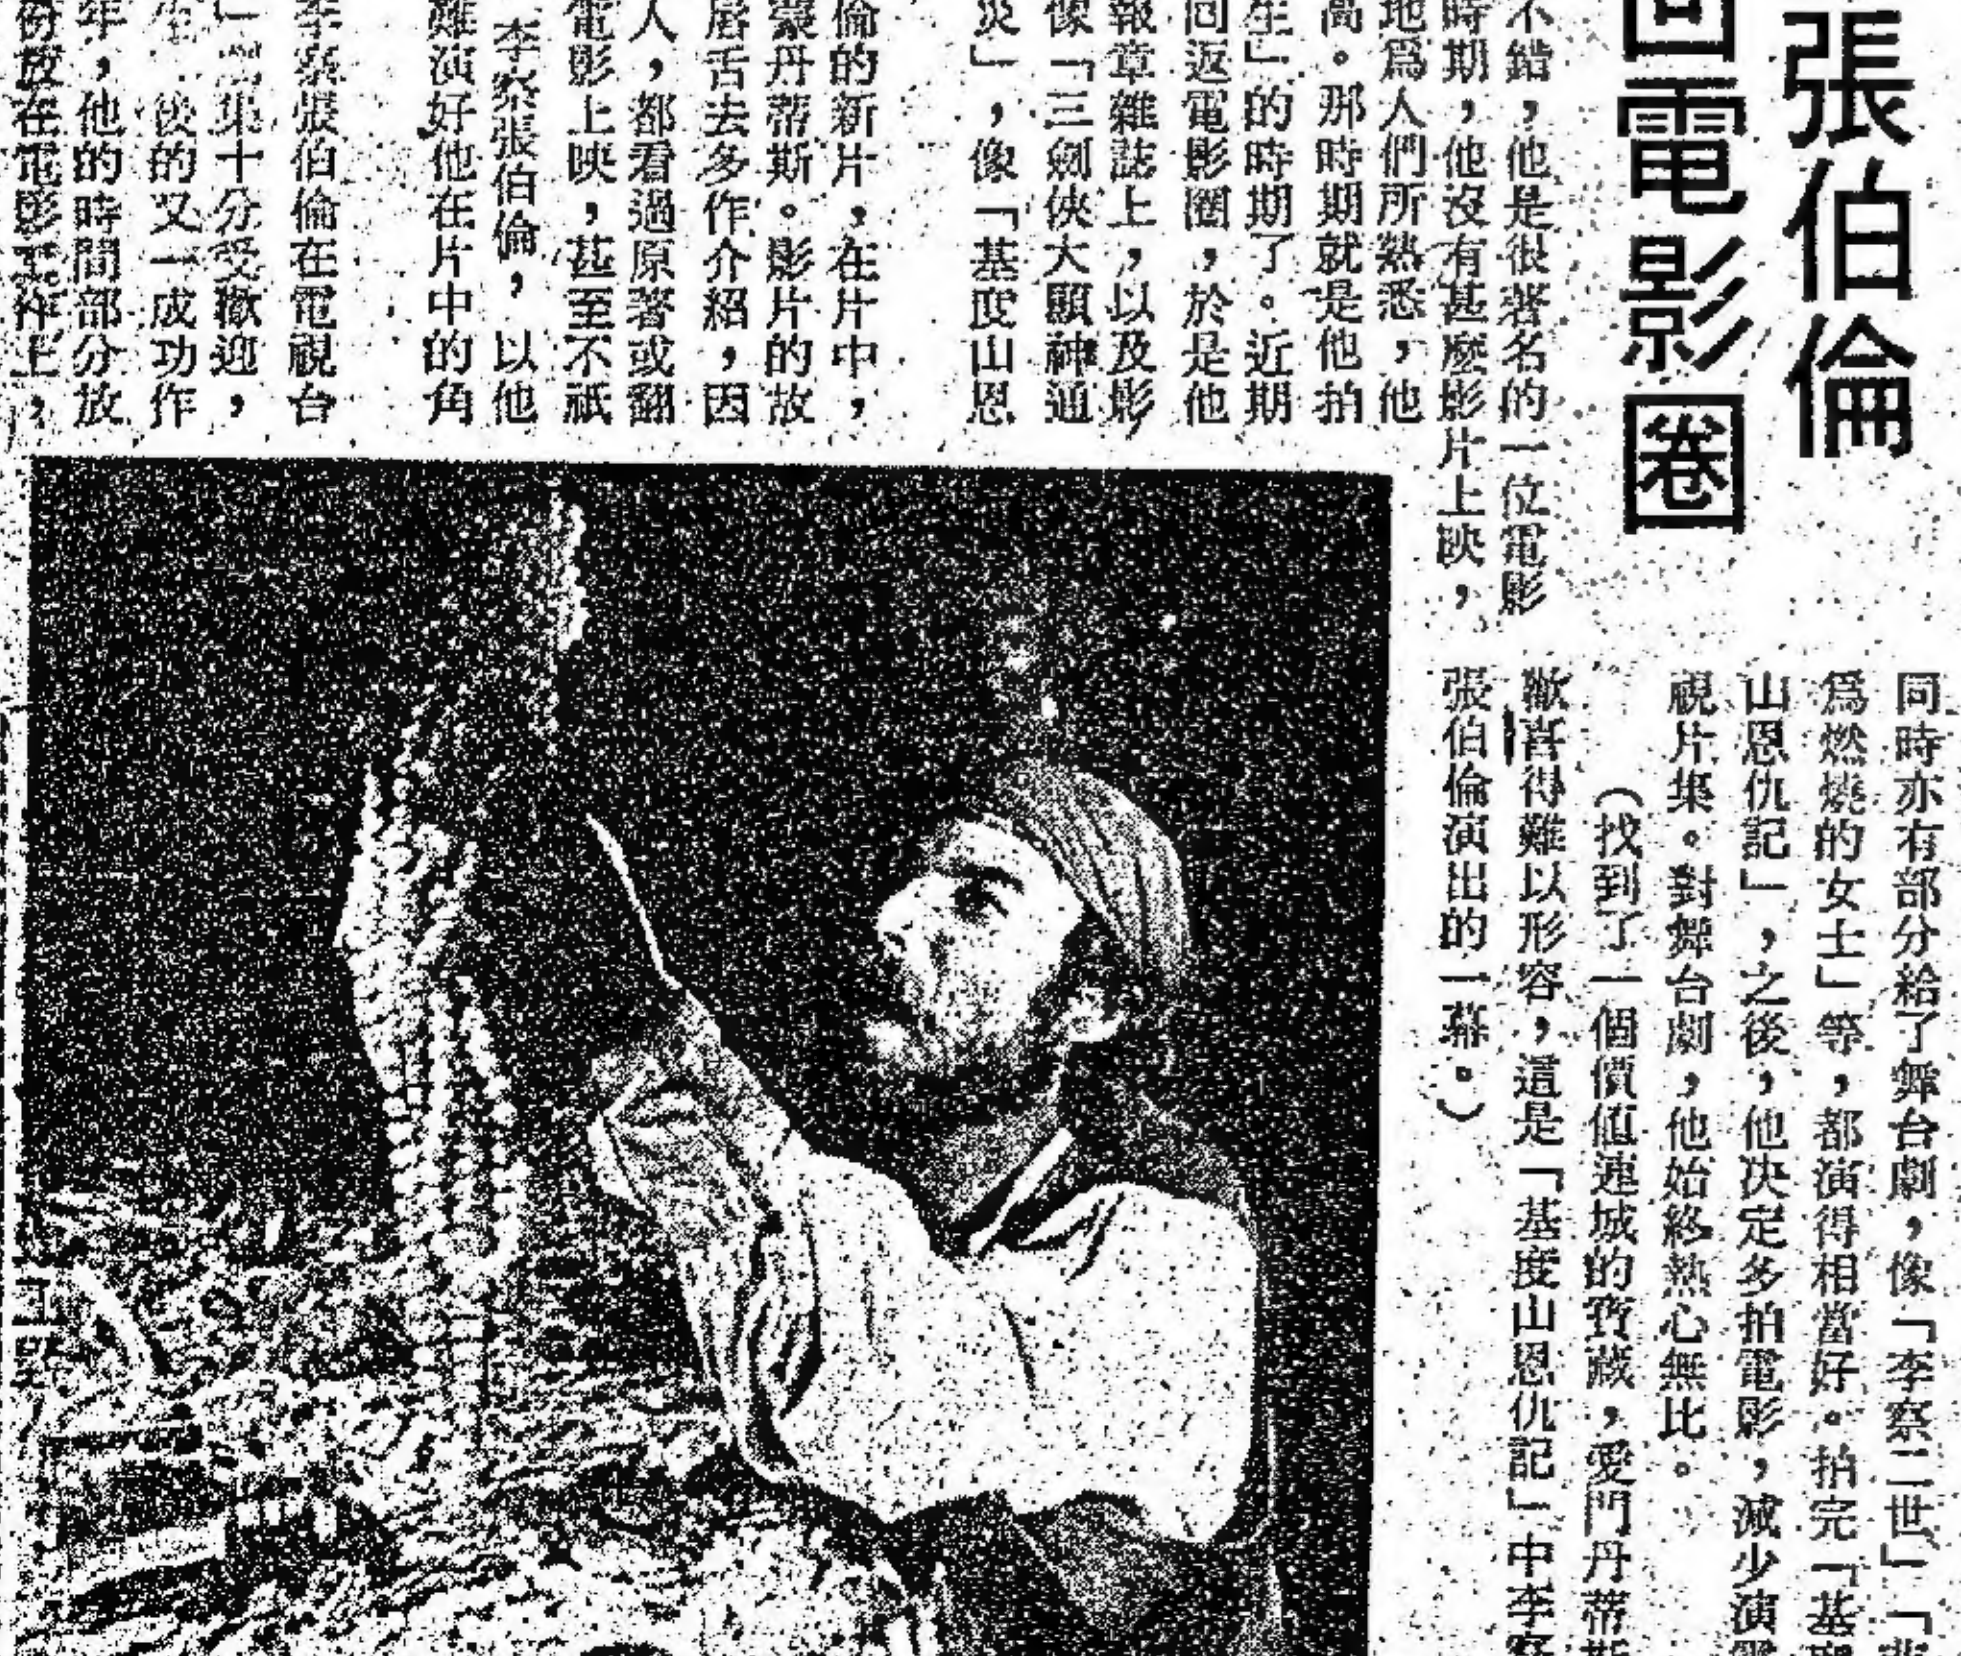 張伯倫
回電影圈
不錯，他是很著名的一位電影
時期，他沒有甚麼影片上映，
地爲人們所熟悉，他
高。那時期就是他拍
生」的時期了。近期
回返電影圈，於是他
報章雜誌上，以及影
像「三劍俠大顯神通
災」，像「基度山恩
倫的新片，在片中，
蒙丹蒂斯。影片的故
唇舌去多作介紹，因
人，都看過原著或翻
電影上映，甚至不祇
李察張伯倫，以他
難演好他在片中的角
李察張伯倫在電視台
集十分受歡迎，
後的又一成功作
年，他的時間部分放
份放在電影工作上，
同時亦有部分給了舞台劇，像「李察二世」「
爲燃燒的女士」等，都演得相當好。拍完「基度
山恩仇記」，之後，他决定多拍電影，減少演電
視片集。對舞台劇，他始終熱心無比。
（找到了一個價值連城的寶藏，愛門丹蒂斯
歡喜得難以形容，這是「基度山恩仇記」中李察
張伯倫演出的一幕。）